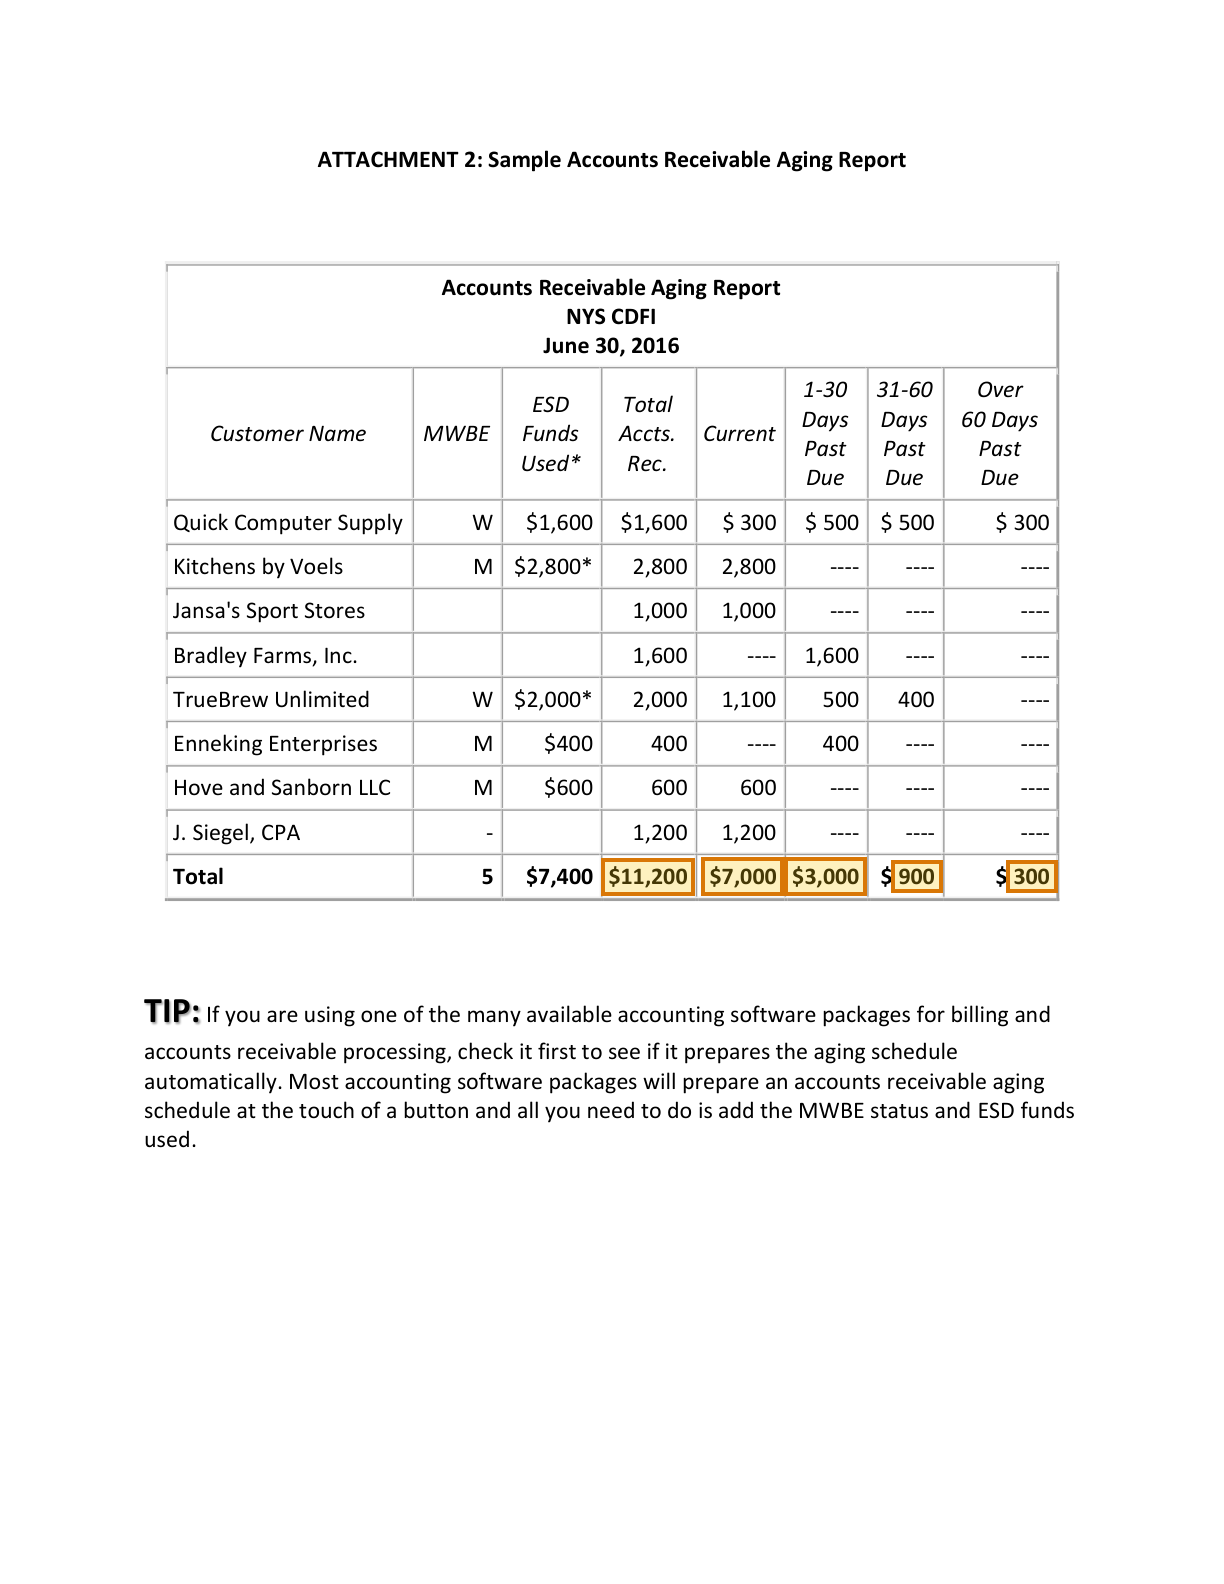 ATTACHMENT 2: Sample Accounts Receivable Aging Report
Accounts Receivable Aging Report
NYS CDFI
June 30, 2016
Customer Name MWBE ESD Funds Used* Total Accts. Rec. Current 1-30 Days Past Due 31-60 Days Past Due Over 60 Days Past Due
Quick Computer Supply W $1,600 $1,600 $ 300 $ 500 $ 500 $ 300
Kitchens by Voels M $2,800* 2,800 2,800 ---- ---- ----
Jansa's Sport Stores 1,000 1,000 ---- ---- ----
Bradley Farms, Inc. 1,600 ---- 1,600 ---- ----
TrueBrew Unlimited W $2,000* 2,000 1,100 500 400 ----
Enneking Enterprises M $400 400 ---- 400 ---- ----
Hove and Sanborn LLC M $600 600 600 ---- ---- ----
J. Siegel, CPA - 1,200 1,200 ---- ---- ----
Total 5 $7,400 $11,200 $7,000 $3,000 $ 900 $ 300
TIP: If you are using one of the many available accounting software packages for billing and
accounts receivable processing, check it first to see if it prepares the aging schedule
automatically. Most accounting software packages will prepare an accounts receivable aging
schedule at the touch of a button and all you need to do is add the MWBE status and ESD funds
used.